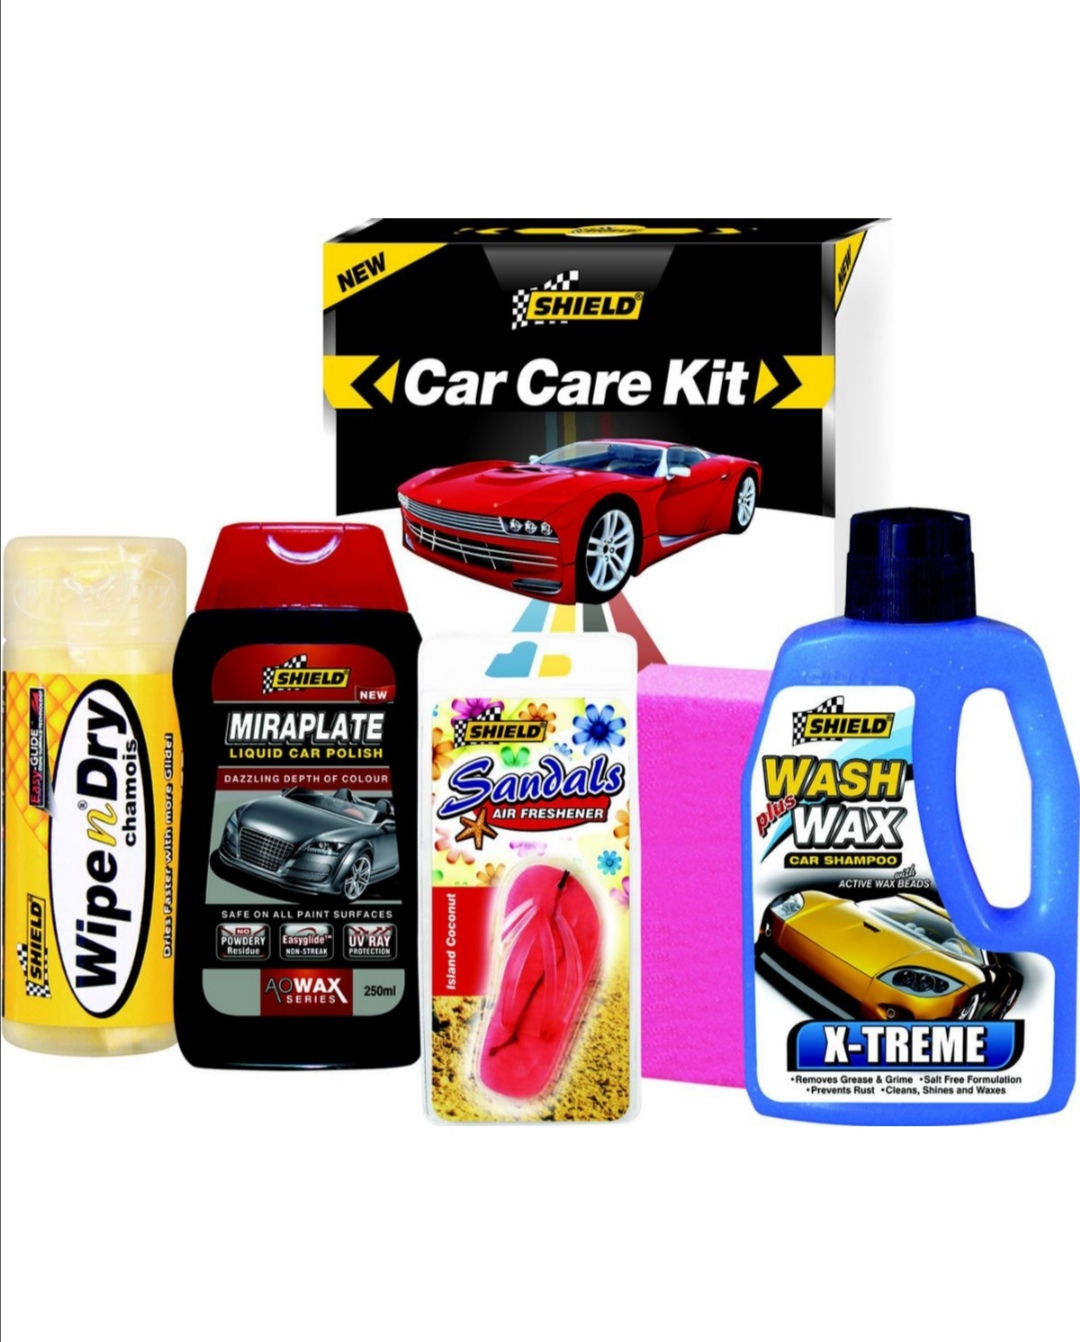 NEW
NEW
SHIELD®
Car Care Kit
Easy-GLIDE
Wipe n Dry®
chamois
Dries Faster with more Glide!
SHIELD
SHIELD®
NEW
MIRAPLATE
LIQUID CAR POLISH
DAZZLING DEPTH OF COLOUR
SAFE ON ALL PAINT SURFACES
NO
POWDERY
Residue
Easyglide™
NON-STREAK
UV RAY
PROTECTION
AOWAX
SERIES
250ml
SHIELD®
Sandals
AIR FRESHENER
Island Coconut
SHIELD®
WASH
plus
WAX
CAR SHAMPOO
with
ACTIVE WAX BEADS
X-TREME
•Removes Grease & Grime •Salt Free Formulation
•Prevents Rust •Cleans, Shines and Waxes